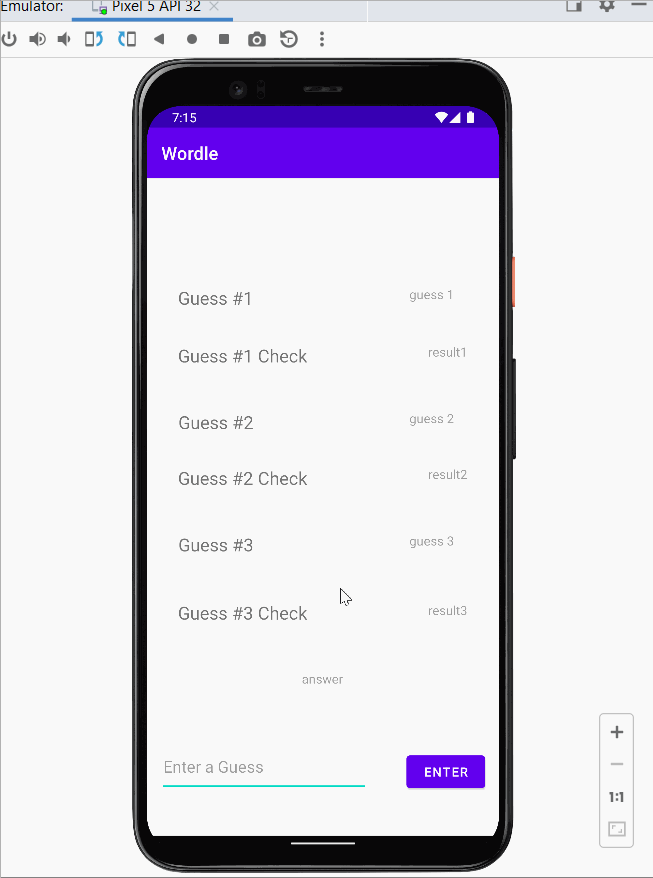 Emulator: Pixel 5 API 32
7:15
Wordle
Guess #1 guess 1
Guess #1 Check result1
Guess #2 guess 2
Guess #2 Check result2
Guess #3 guess 3
Guess #3 Check result3
answer
Enter a Guess ENTER
1:1